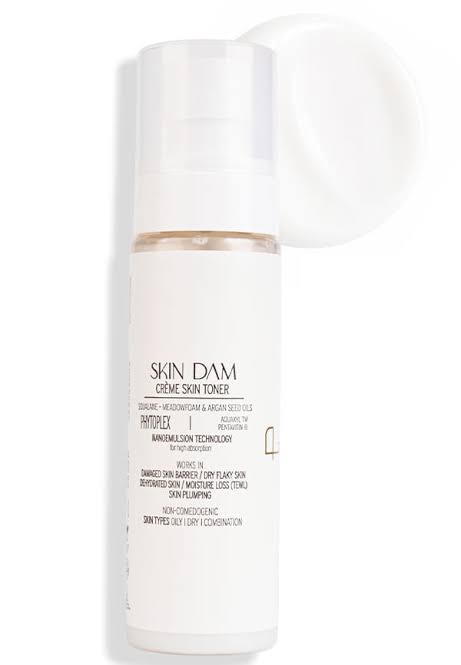 SKIN DAM
CRÈME SKIN TONER
SQUALANE - MEADOWFOAM & ARGAN SEED OILS
PHYTOPLEX | AQUAXYL TM
PENTAVITIN ®
NANOEMULSION TECHNOLOGY
for high absorption
WORKS IN
DAMAGED SKIN BARRIER / DRY FLAKY SKIN
DEHYDRATED SKIN / MOISTURE LOSS (TEWL)
SKIN PLUMPING
NON-COMEDOGENIC
SKIN TYPES OILY | DRY | COMBINATION